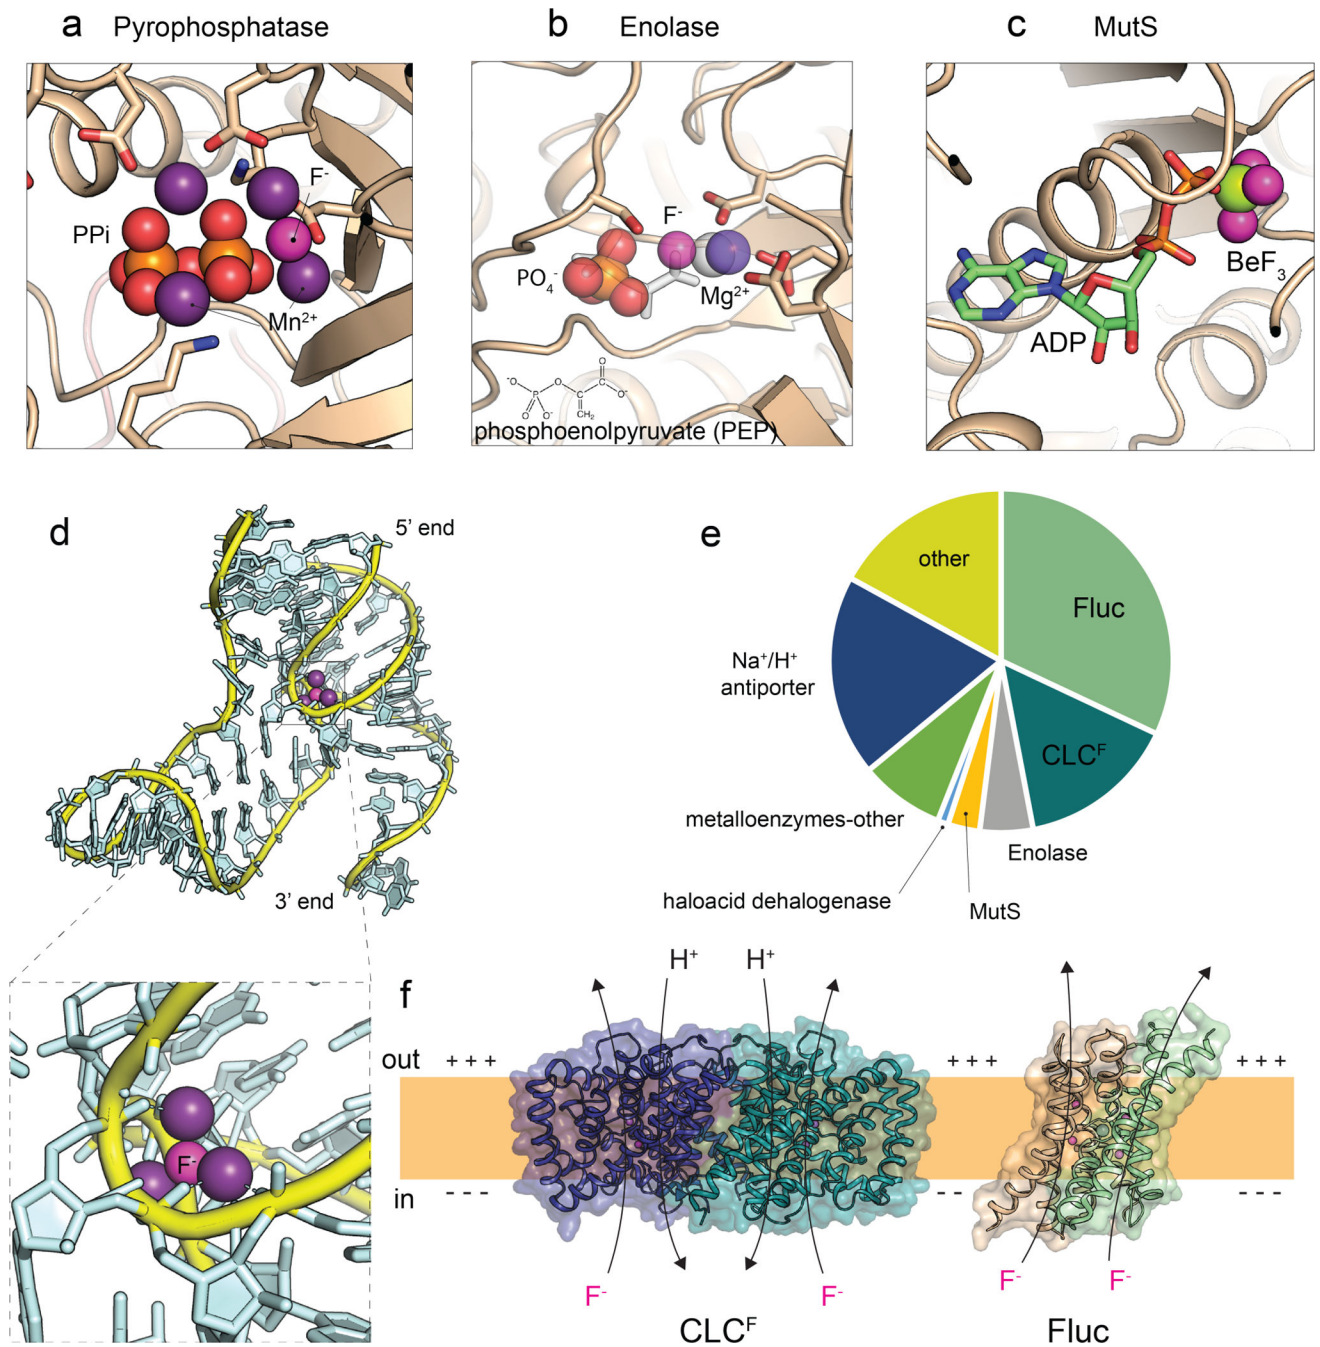 a Pyrophosphatase
b Enolase
c MutS
F⁻
PPi
Mn²⁺
F⁻
PO₄⁻
Mg²⁺
⁻O
O
P
O
O⁻
O
C
O⁻
CH₂
phosphoenolpyruvate (PEP)
BeF₃
ADP
d
5’ end
3’ end
F⁻
e
other
Fluc
Na⁺/H⁺
antiporter
CLCF
metalloenzymes-other
Enolase
haloacid dehalogenase
MutS
f
H⁺ H⁺
out + + + + + + + + +
in - - - - - - - -
F⁻ F⁻ F⁻ F⁻
CLCF Fluc